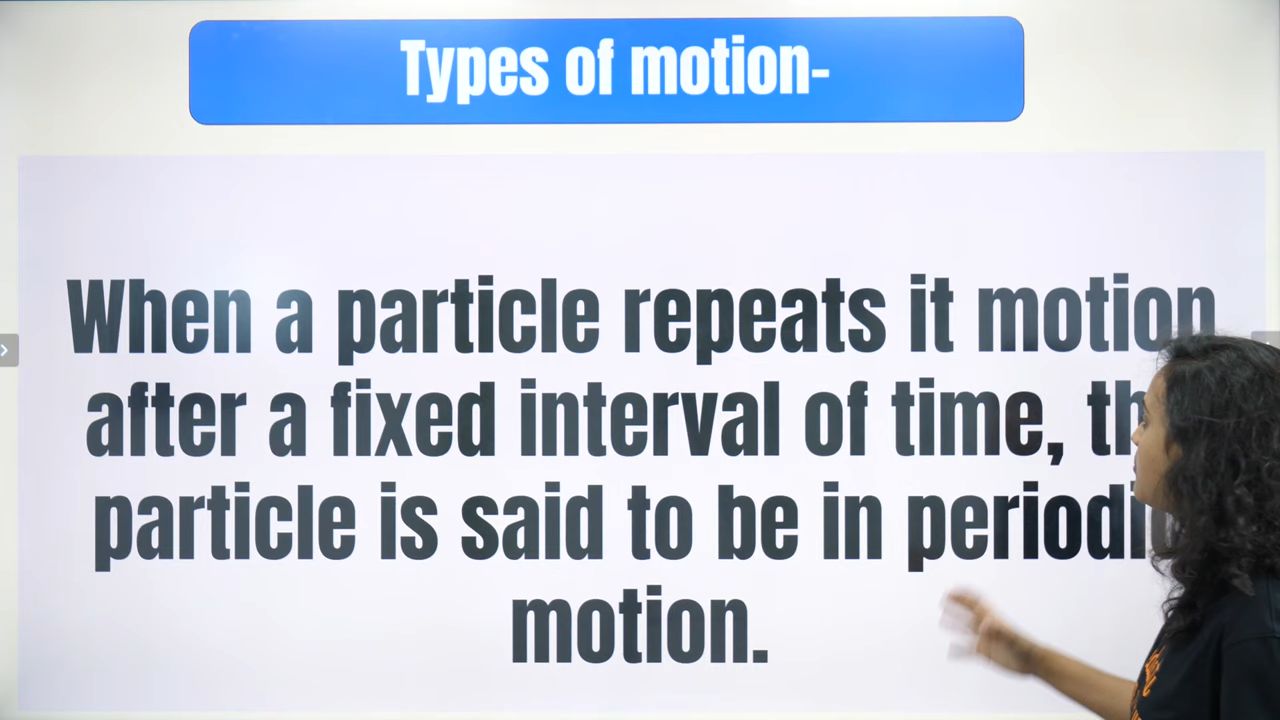 Types of motion-
When a particle repeats it motion
after a fixed interval of time,
particle is said to be in
motion.